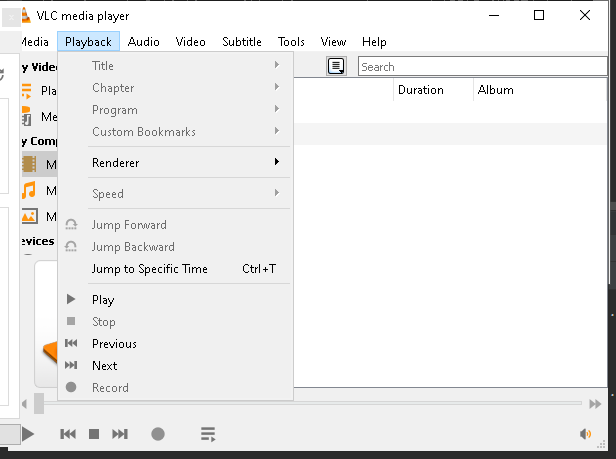 VLC media player
Media Playback Audio Video Subtitle Tools View Help
Title
Chapter
Program
Custom Bookmarks
Renderer
Speed
Jump Forward
Jump Backward
Jump to Specific Time Ctrl+T
Play
Stop
Previous
Next
Record
y Vide
Pla
Me
y Comp
M
M
M
evices
Search
Duration Album